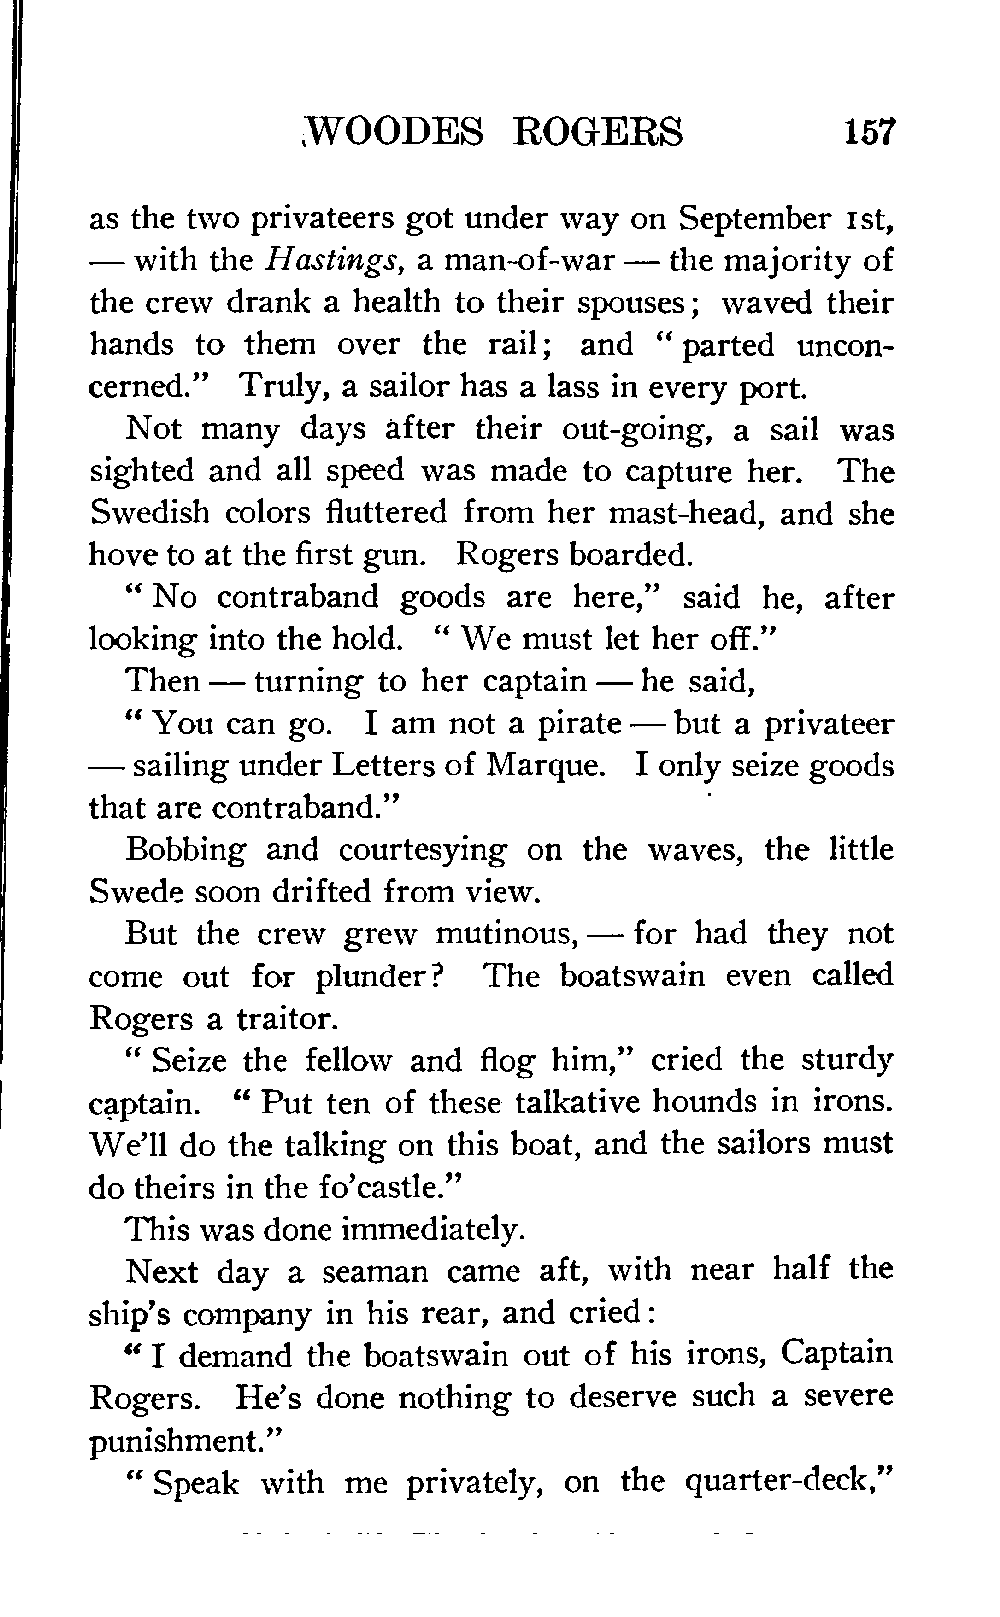 WOODES ROGERS 157
as the two privateers got under way on September 1st,
— with the Hastings, a man-of-war — the majority of
the crew drank a health to their spouses; waved their
hands to them over the rail; and “ parted uncon-
cerned.” Truly, a sailor has a lass in every port.
Not many days after their out-going, a sail was
sighted and all speed was made to capture her. The
Swedish colors fluttered from her mast-head, and she
hove to at the first gun. Rogers boarded.
“ No contraband goods are here,” said he, after
looking into the hold. “ We must let her off.”
Then — turning to her captain — he said,
“ You can go. I am not a pirate — but a privateer
— sailing under Letters of Marque. I only seize goods
that are contraband.”
Bobbing and courtesying on the waves, the little
Swede soon drifted from view.
But the crew grew mutinous, — for had they not
come out for plunder? The boatswain even called
Rogers a traitor.
“ Seize the fellow and flog him,” cried the sturdy
captain. “ Put ten of these talkative hounds in irons.
We’ll do the talking on this boat, and the sailors must
do theirs in the fo’castle.”
This was done immediately.
Next day a seaman came aft, with near half the
ship’s company in his rear, and cried:
“ I demand the boatswain out of his irons, Captain
Rogers. He’s done nothing to deserve such a severe
punishment.”
“ Speak with me privately, on the quarter-deck,”